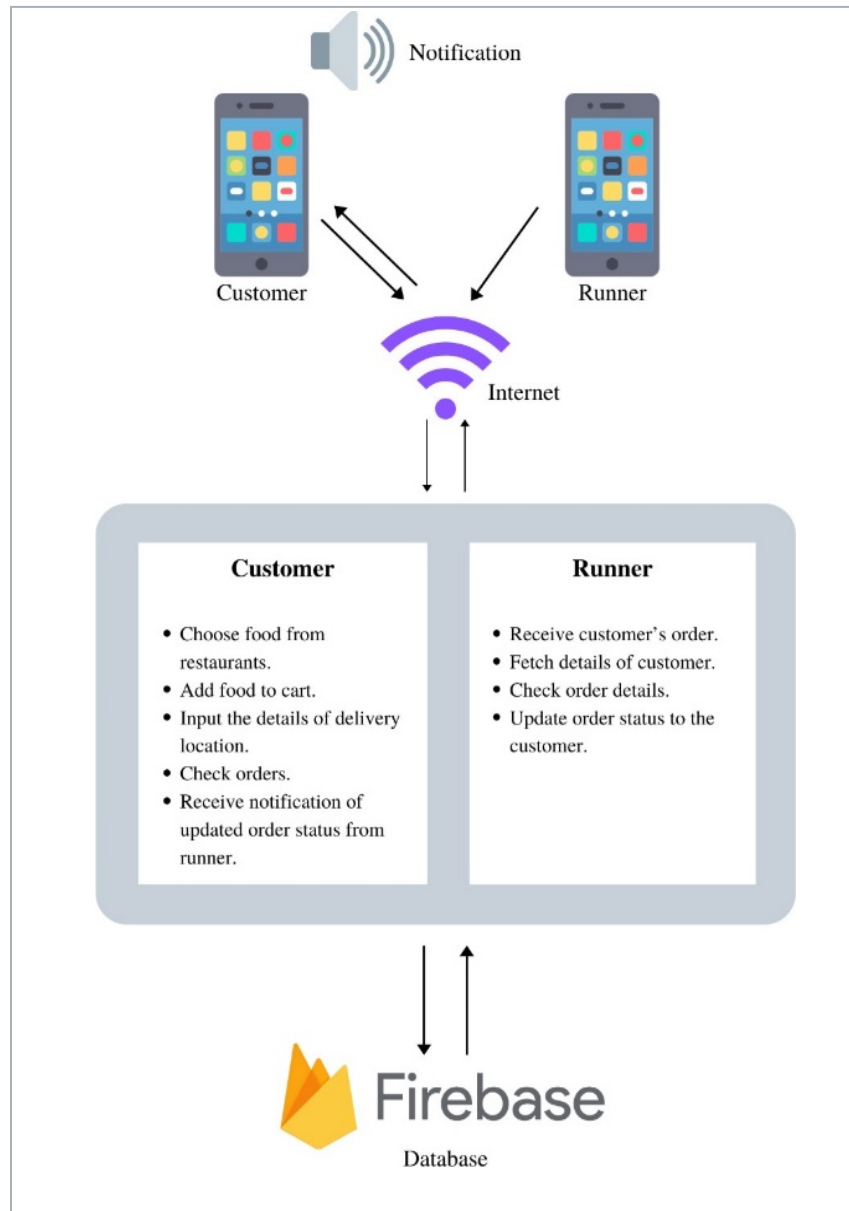 Notification
Customer
Runner
Internet
Customer
• Choose food from
restaurants.
• Add food to cart.
• Input the details of delivery
location.
• Check orders.
• Receive notification of
updated order status from
runner.
Runner
• Receive customer’s order.
• Fetch details of customer.
• Check order details.
• Update order status to the
customer.
Firebase
Database